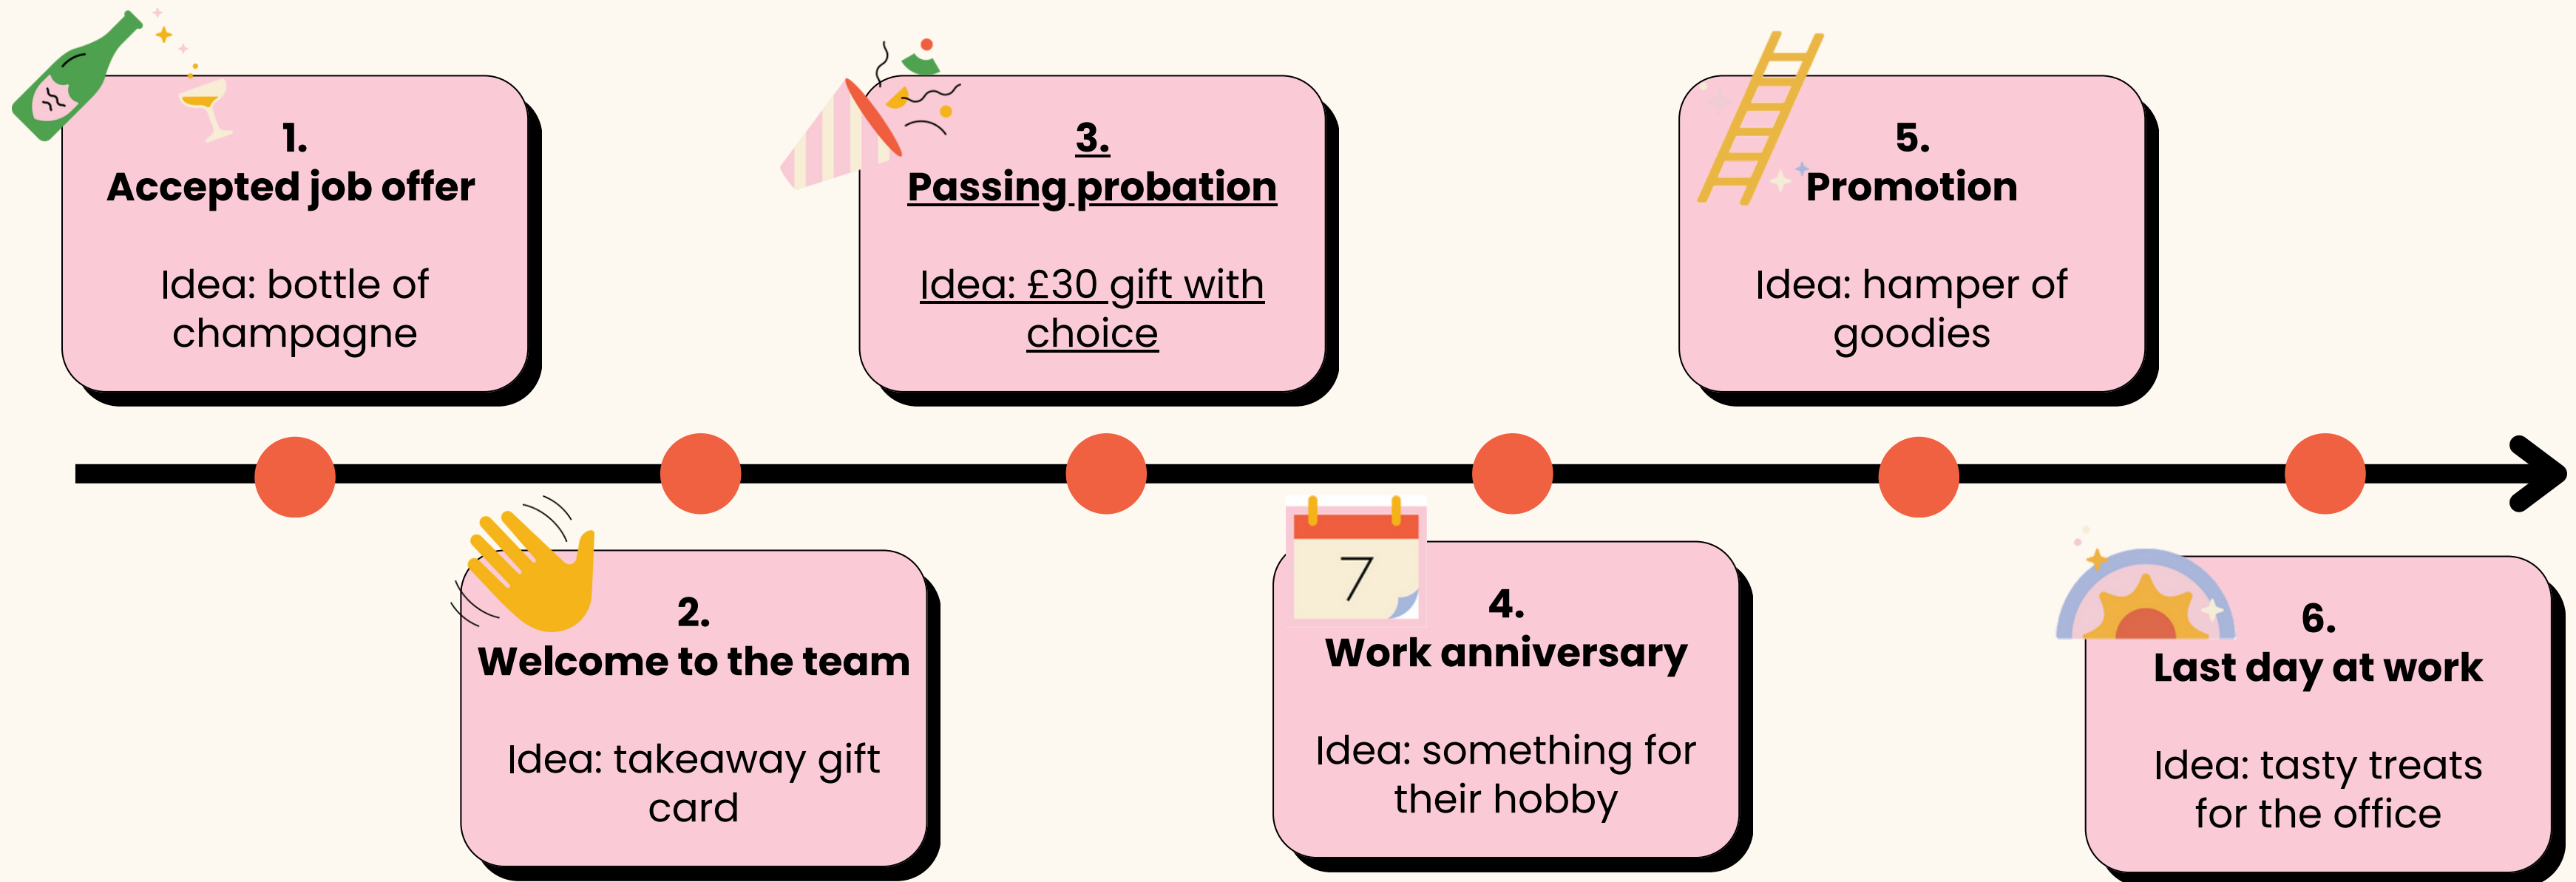 1.
Accepted job offer
Idea: bottle of
champagne
2.
Welcome to the team
Idea: takeaway gift
card
3.
Passing probation
Idea: £30 gift with
choice
7
4.
Work anniversary
Idea: something for
their hobby
5.
Promotion
Idea: hamper of
goodies
6.
Last day at work
Idea: tasty treats
for the office